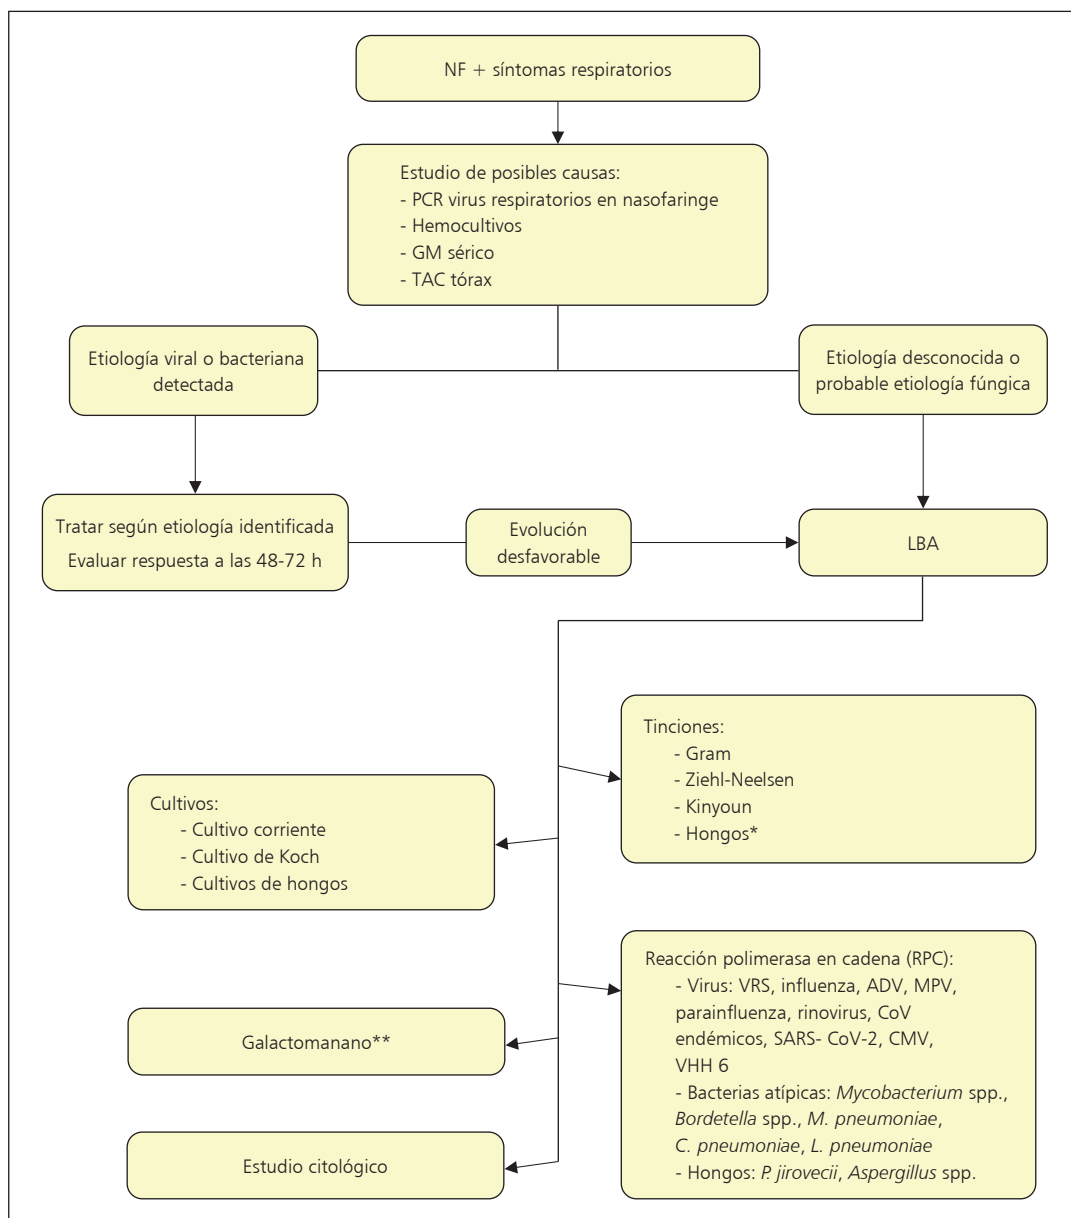 NF + síntomas respiratorios
Estudio de posibles causas:
- PCR virus respiratorios en nasofaringe
- Hemocultivos
- GM sérico
- TAC tórax
Etiología viral o bacteriana
detectada
Etiología desconocida o
probable etiología fúngica
Tratar según etiología identificada
Evaluar respuesta a las 48-72 h
Evolución
desfavorable
LBA
Tinciones:
- Gram
- Ziehl-Neelsen
- Kinyoun
- Hongos*
Cultivos:
- Cultivo corriente
- Cultivo de Koch
- Cultivos de hongos
Reacción polimerasa en cadena (RPC):
- Virus: VRS, influenza, ADV, MPV,
parainfluenza, rinovirus, CoV
endémicos, SARS- CoV-2, CMV,
VHH 6
- Bacterias atípicas: Mycobacterium spp.,
Bordetella spp., M. pneumoniae,
C. pneumoniae, L. pneumoniae
- Hongos: P. jirovecii, Aspergillus spp.
Galactomanano**
Estudio citológico